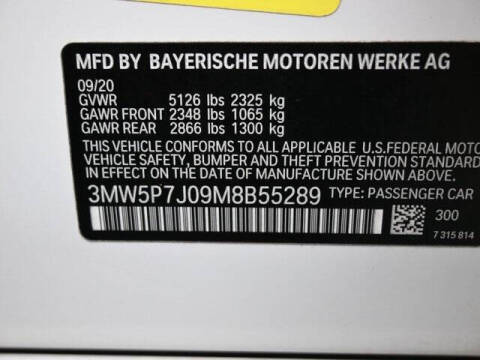 MFD BY BAYERISCHE MOTOREN WERKE AG
09/20
GVWR 5126 lbs 2325 kg
GAWR FRONT 2348 lbs 1065 kg
GAWR REAR 2866 lbs 1300 kg
THIS VEHICLE CONFORMS TO ALL APPLICABLE U.S.FEDERAL MOTO
VEHICLE SAFETY, BUMPER AND THEFT PREVENTION STANDARDS
IN EFFECT ON THE DATE OF MANUFACTURE SHOWN ABOVE.
3MW5P7J09M8B55289 TYPE: PASSENGER CAR
300
7 315 814